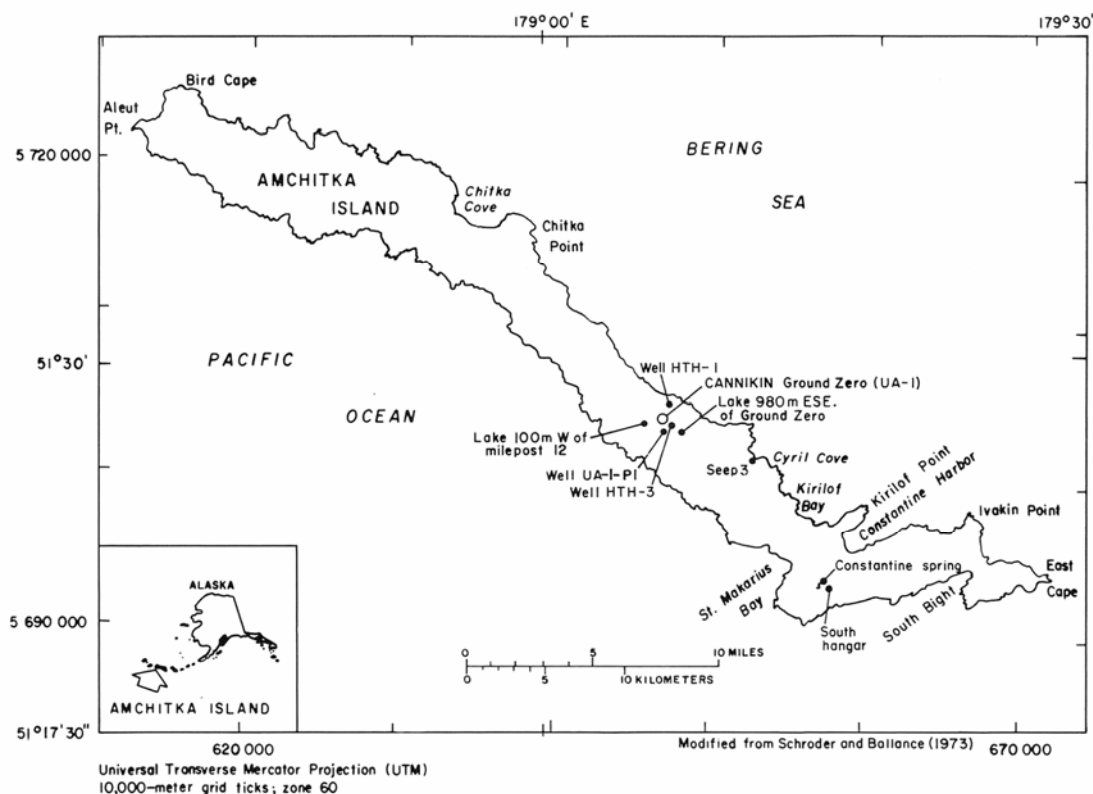 179°00' E
179°30'
Bird Cape
Aleut
Pt.
5 720 000
BERING
SEA
AMCHITKA
ISLAND
Chitka
Cove
Chitka
Point
PACIFIC
OCEAN
51°30'
Well HTH-1
CANNIKIN Ground Zero (UA-1)
Lake 980m ESE.
of Ground Zero
Lake 100m W of
milepost 12
Well UA-1-P1
Well HTH-3
Seep 3
Cyril Cove
Kirilof
Bay
Kirilof Point
Constantine Harbor
Ivakin Point
East
Cape
Constantine spring
St. Makarius
Bay
South Bight
South
hangar
5 690 000
0 5 10 MILES
0 5 10 KILOMETERS
ALASKA
AMCHITKA ISLAND
51°17'30"
620 000
Modified from Schroder and Ballance (1973)
670 000
Universal Transverse Mercator Projection (UTM)
10,000-meter grid ticks; zone 60